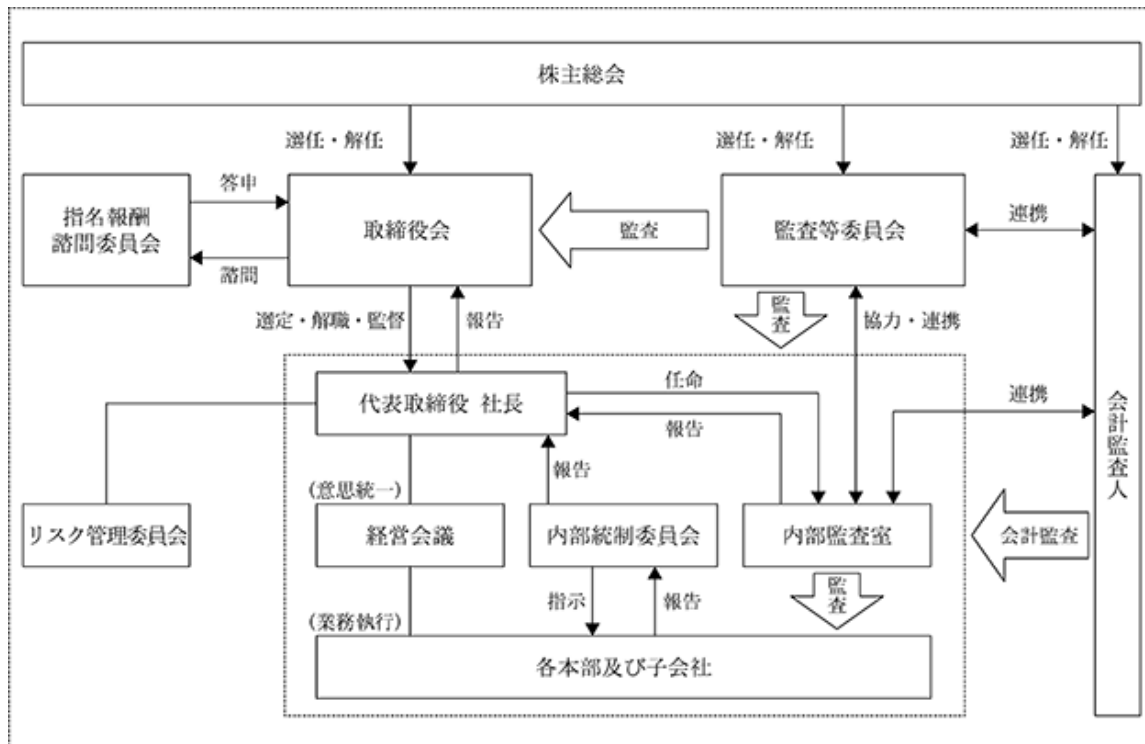 株主総会
選任・解任
選任・解任
選任・解任
指名報酬
諮問委員会
答申
諮問
取締役会
監査
監査等委員会
連携
選定・解職・監督
報告
監査
協力・連携
代表取締役 社長
任命
報告
連携
会計監査人
報告
(意思統一)
リスク管理委員会
経営会議
内部統制委員会
内部監査室
会計監査
指示
報告
監査
(業務執行)
各本部及び子会社